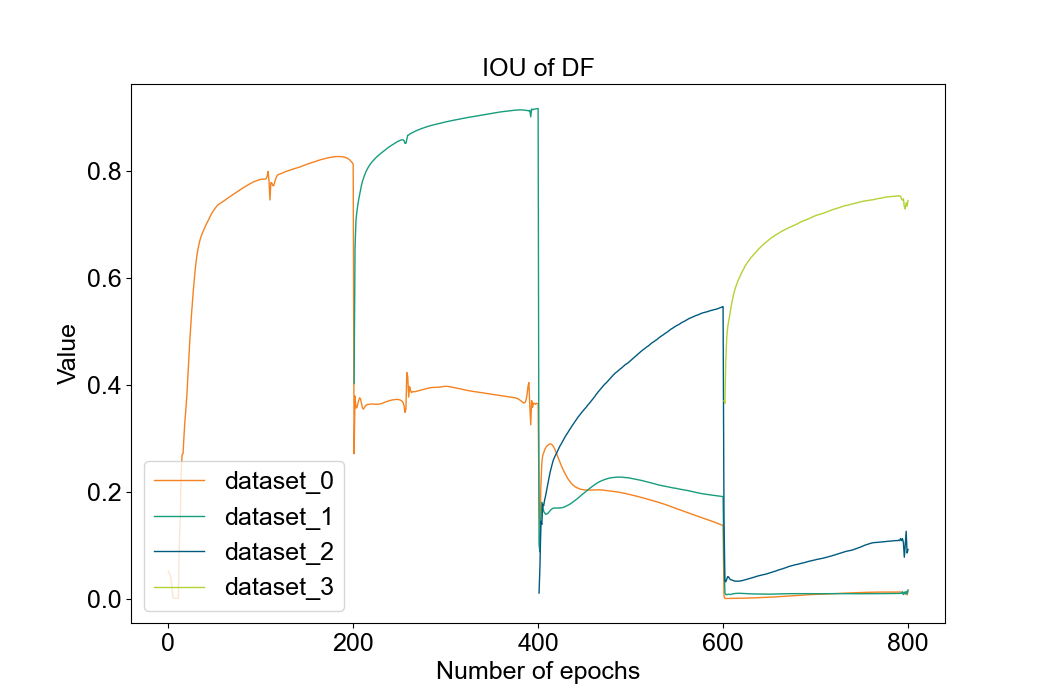 IOU of DF
Value
0.8
0.6
0.4
0.2
0.0
dataset_0
dataset_1
dataset_2
dataset_3
0 200 400 600 800
Number of epochs